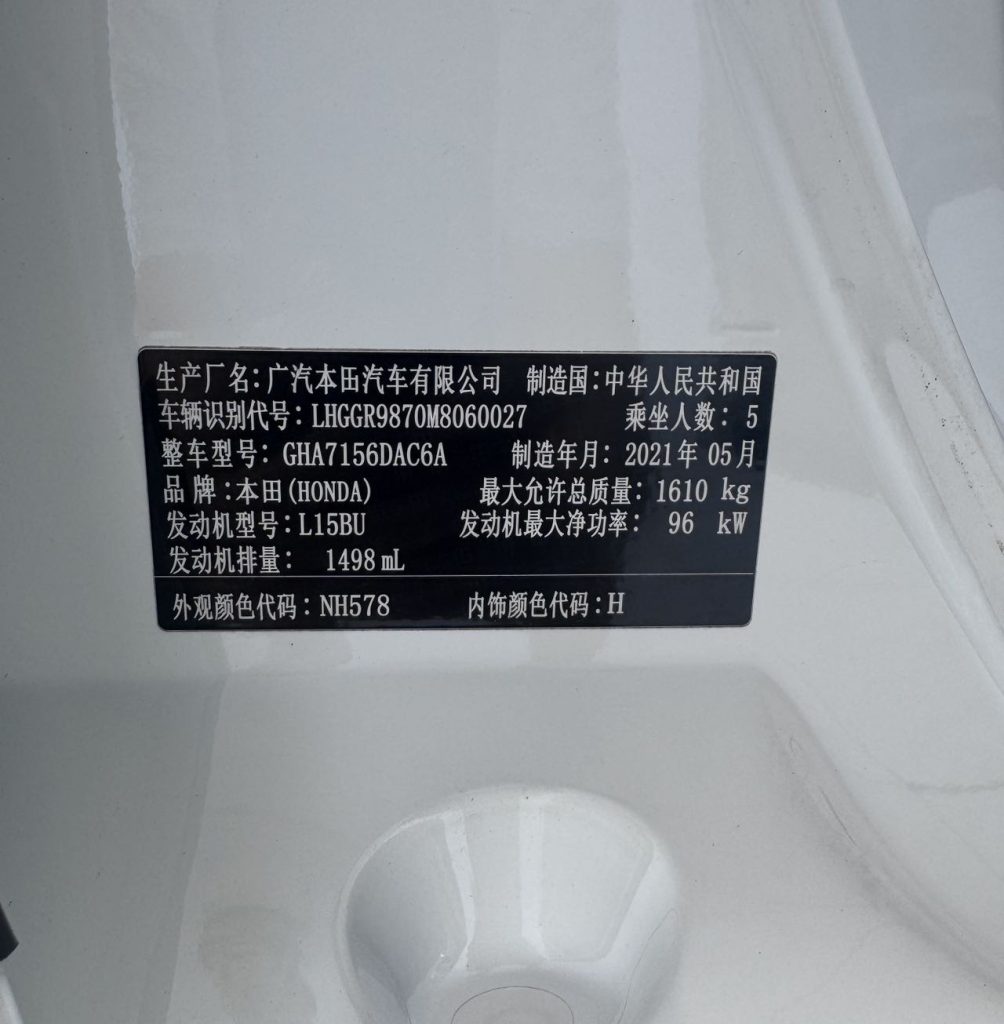 生产厂名：广汽本田汽车有限公司 制造国：中华人民共和国
车辆识别代号：LHGGR9870M8060027 乘坐人数：5
整车型号：GHA7156DAC6A 制造年月：2021年05月
品牌：本田(HONDA) 最大允许总质量：1610 kg
发动机型号：L15BU 发动机最大净功率：96 kW
发动机排量：1498 mL
外观颜色代码：NH578 内饰颜色代码：H